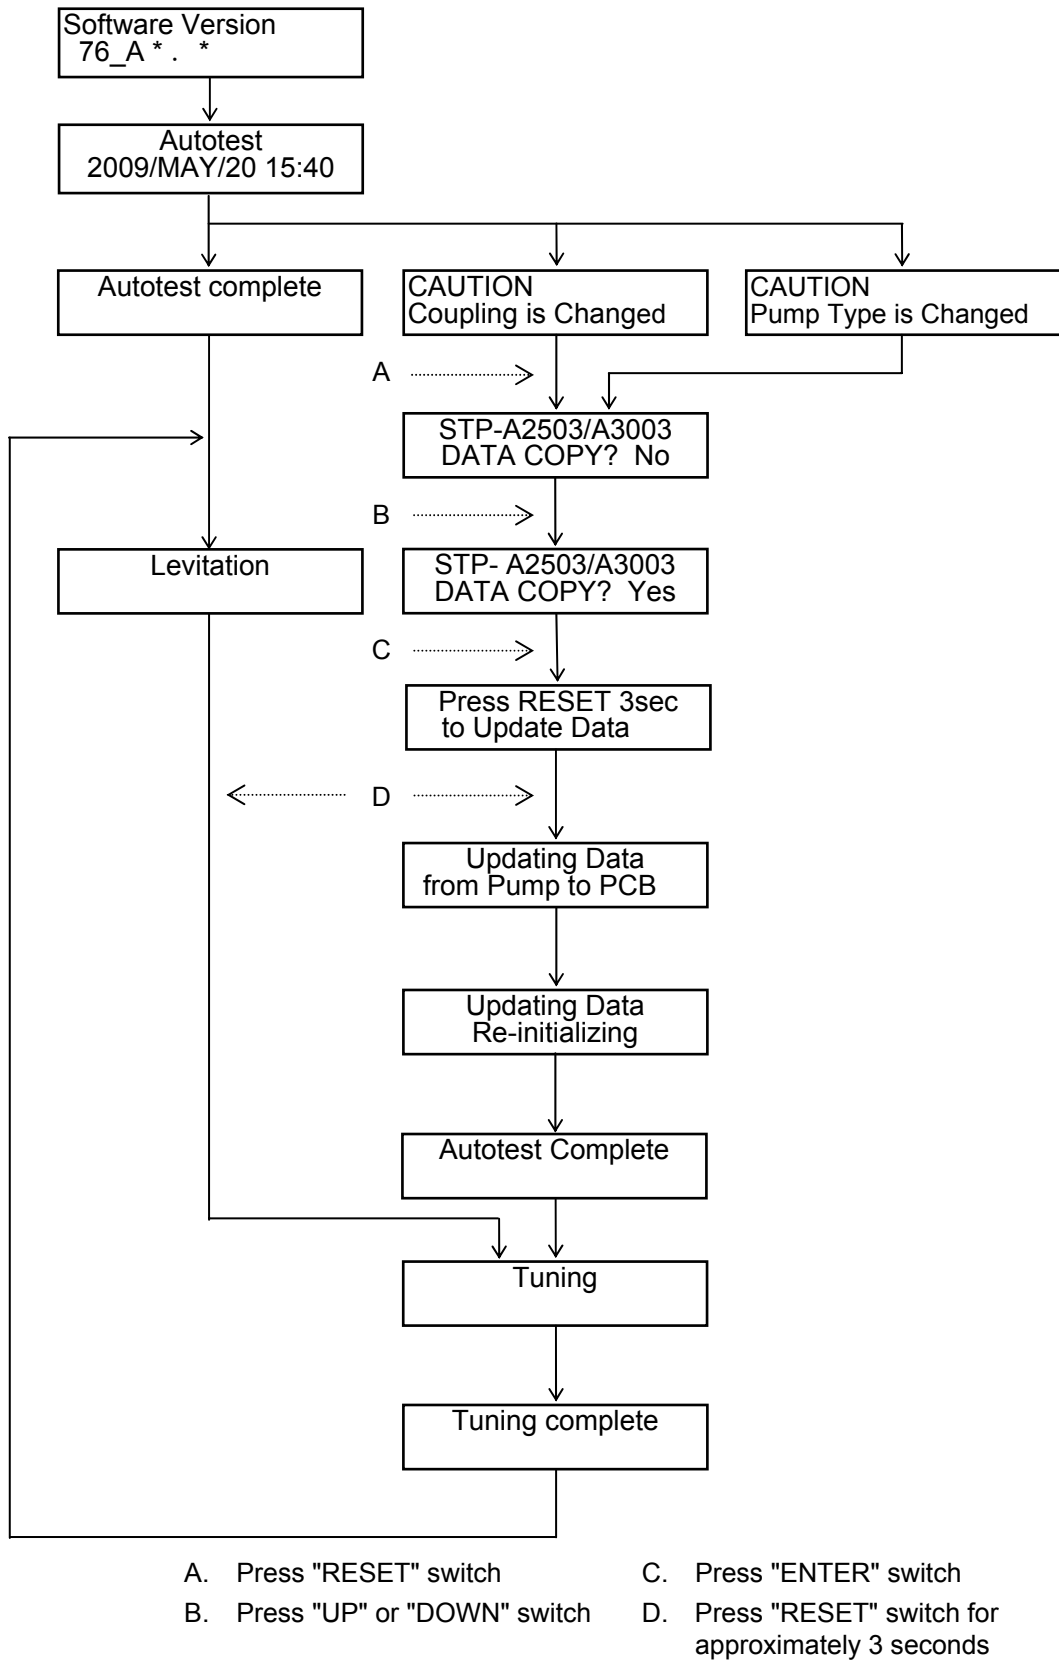 Software Version
76_A * .  *
Autotest
2009/MAY/20 15:40
Autotest complete
CAUTION
Coupling is Changed
CAUTION
Pump Type is Changed
A
STP-A2503/A3003
DATA COPY?  No
B
Levitation
STP- A2503/A3003
DATA COPY?  Yes
C
Press RESET 3sec
to Update Data
D
Updating Data
from Pump to PCB
Updating Data
Re-initializing
Autotest Complete
Tuning
Tuning complete
A. Press "RESET" switch
B. Press "UP" or "DOWN" switch
C. Press "ENTER" switch
D. Press "RESET" switch for
approximately 3 seconds